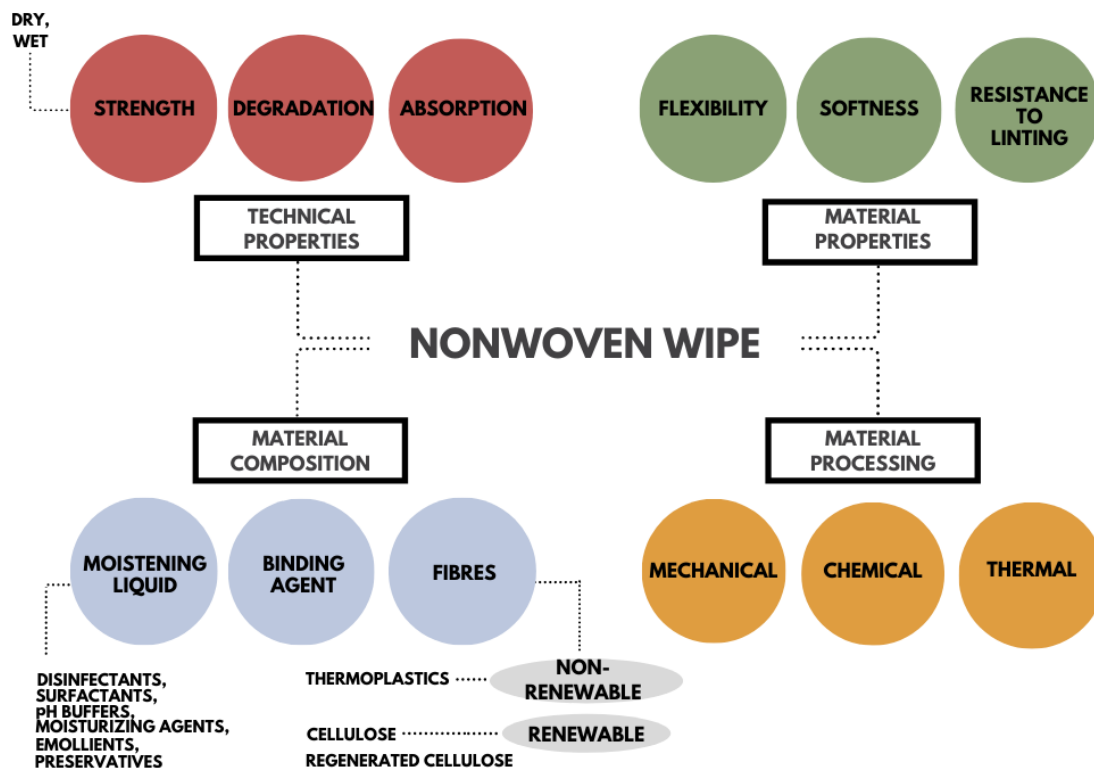 DRY,
WET
STRENGTH
DEGRADATION
ABSORPTION
FLEXIBILITY
SOFTNESS
RESISTANCE
TO
LINTING
TECHNICAL
PROPERTIES
MATERIAL
PROPERTIES
NONWOVEN WIPE
MATERIAL
COMPOSITION
MATERIAL
PROCESSING
MOISTENING
LIQUID
BINDING
AGENT
FIBRES
MECHANICAL
CHEMICAL
THERMAL
DISINFECTANTS,
SURFACTANTS,
pH BUFFERS,
MOISTURIZING AGENTS,
EMOLLIENTS,
PRESERVATIVES
THERMOPLASTICS
NON-
RENEWABLE
CELLULOSE
RENEWABLE
REGENERATED CELLULOSE